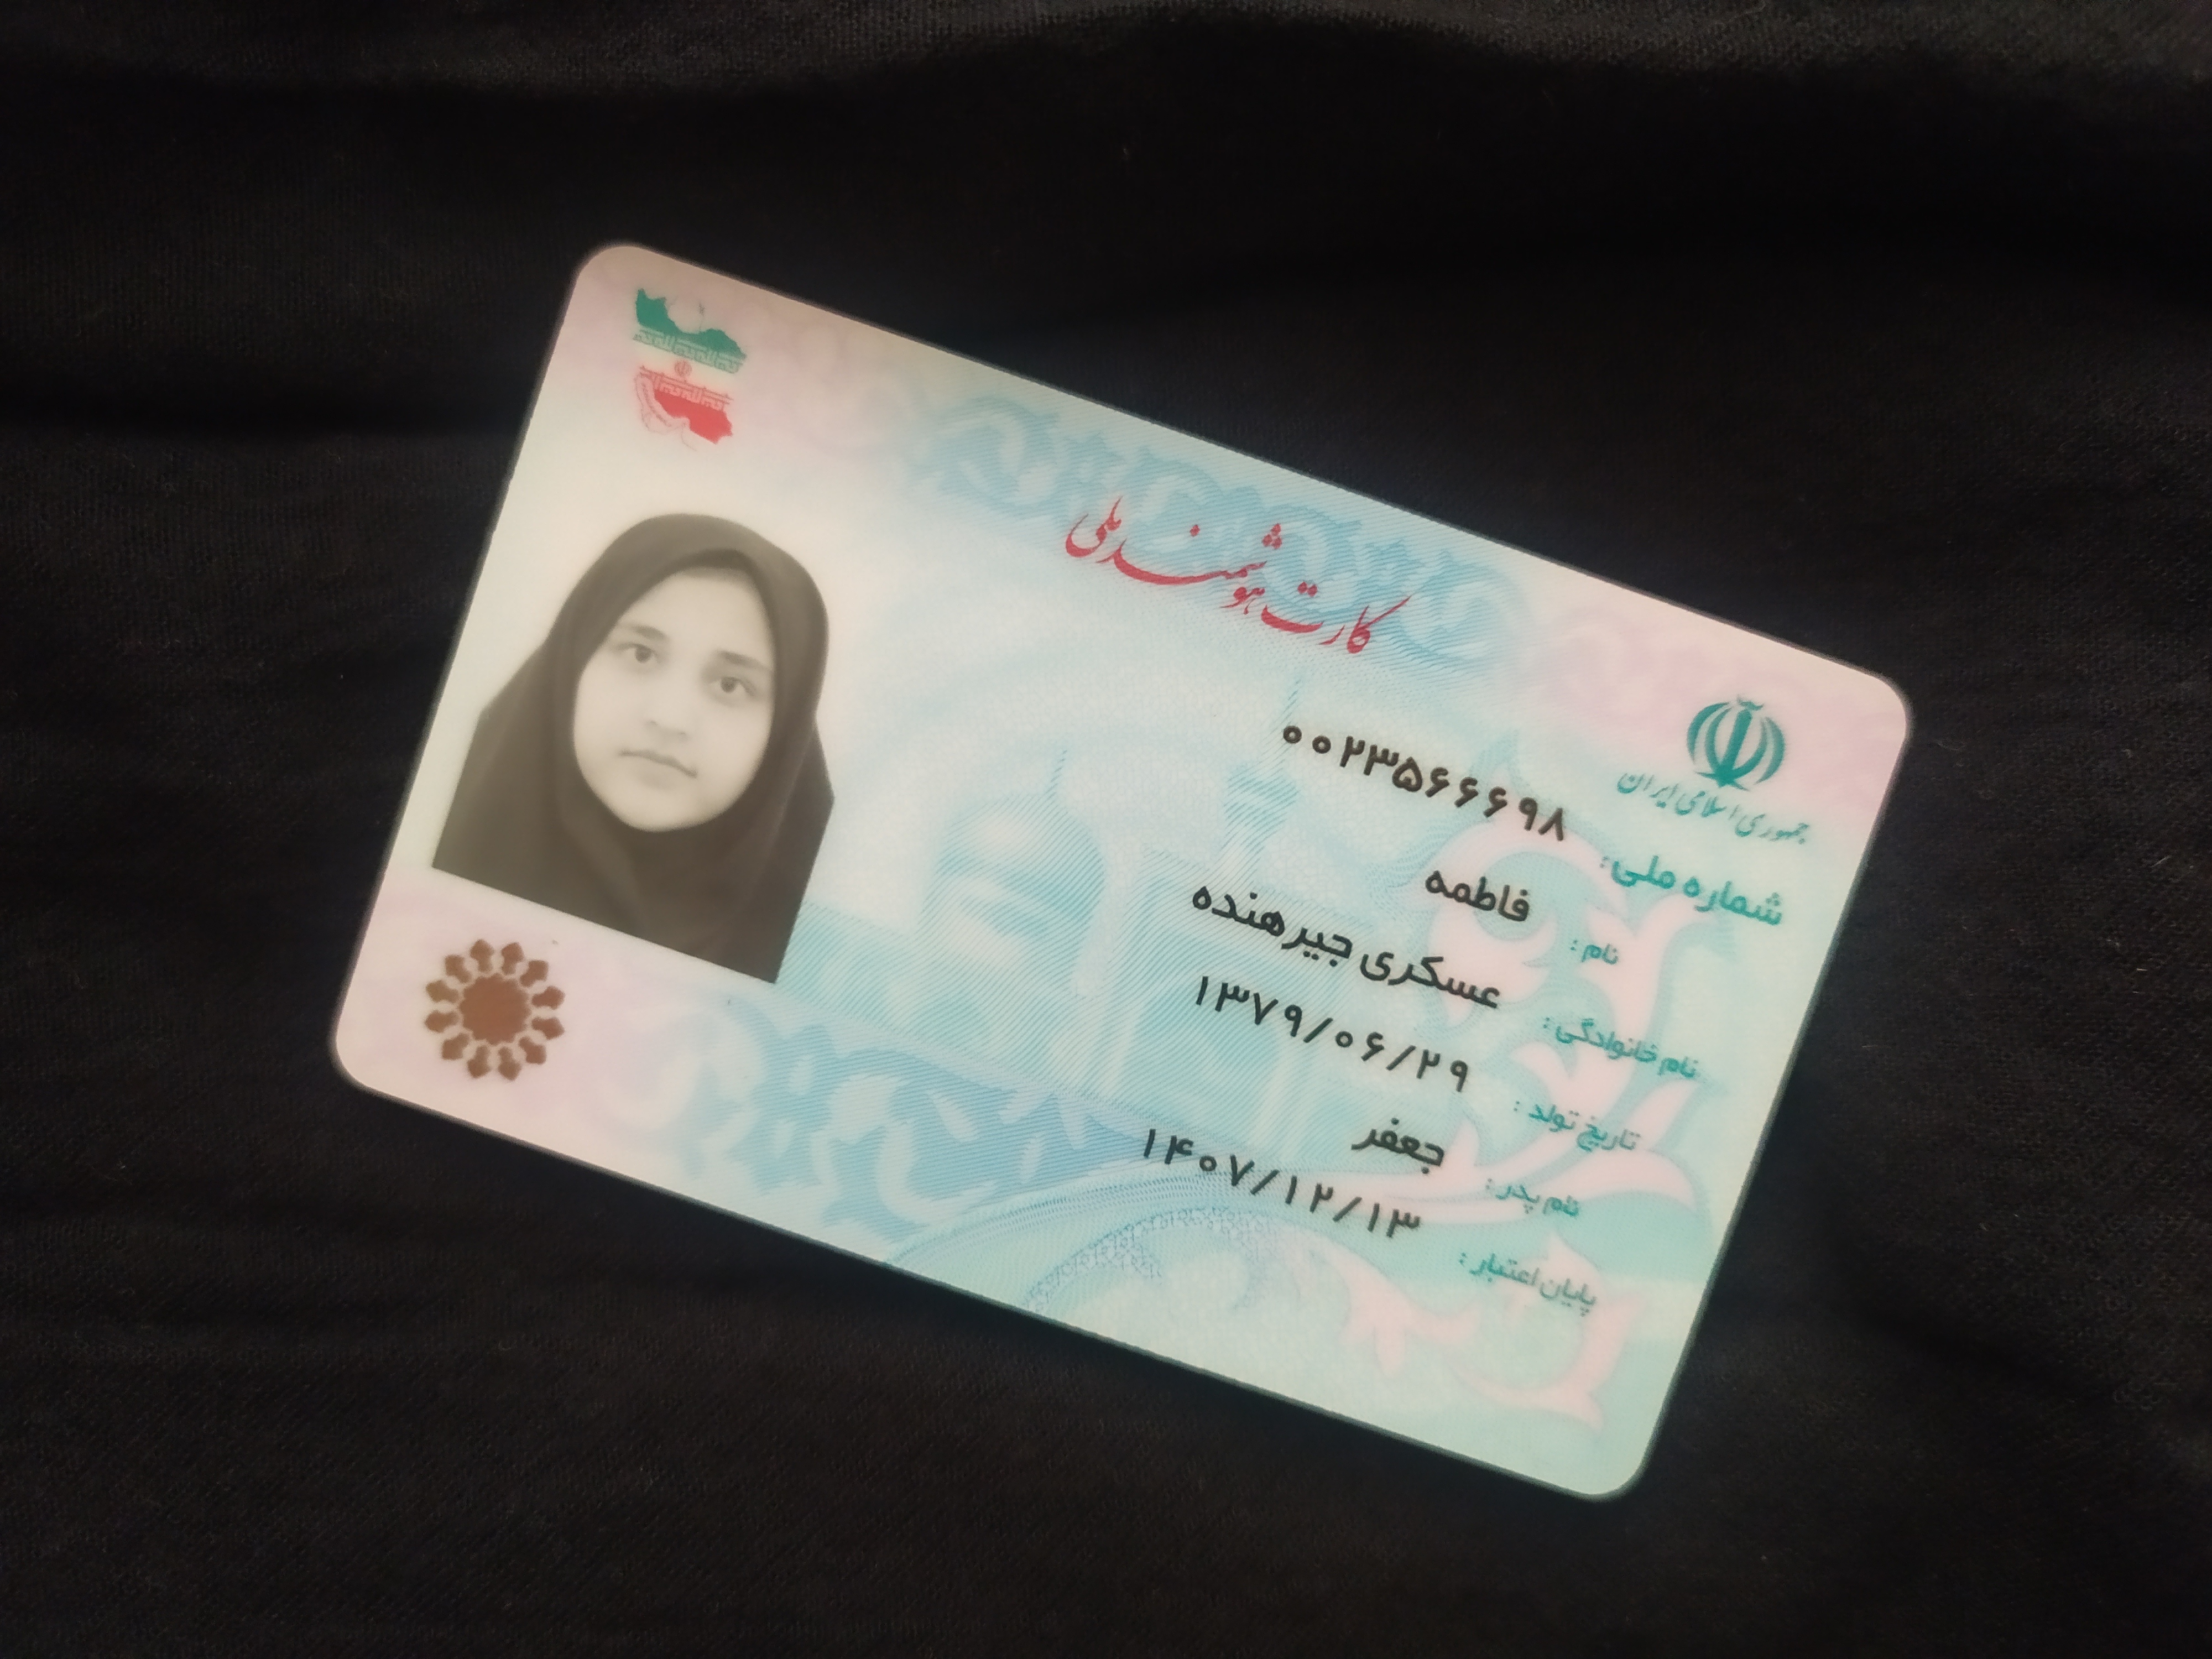 کارت هوشمند ملی
جمهوری اسلامی ایران
شماره ملی: ۰۰۲۳۵۶۶۶۹۸
نام: فاطمه
نام خانوادگی: عسکری جیرهنده
تاریخ تولد: ۱۳۷۹/۰۶/۲۹
نام پدر: جعفر
پایان اعتبار: ۱۴۰۷/۱۲/۱۳